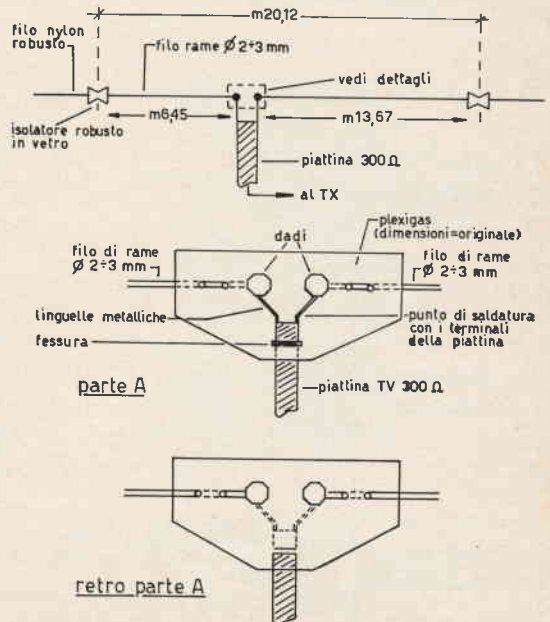 m20,12
filo nylon
robusto
filo rame Ø 2÷3 mm
vedi dettagli
m6,45
m13,67
isolatore robusto
in vetro
piattina 300 Ω
al TX
plexigas
(dimensioni=originale)
dadi
filo di rame
Ø 2÷3 mm
filo di rame
Ø 2÷3 mm
linguelle metalliche
punto di saldatura
con i terminali
della piattina
fessura
parte A
piattina TV 300 Ω
retro parte A